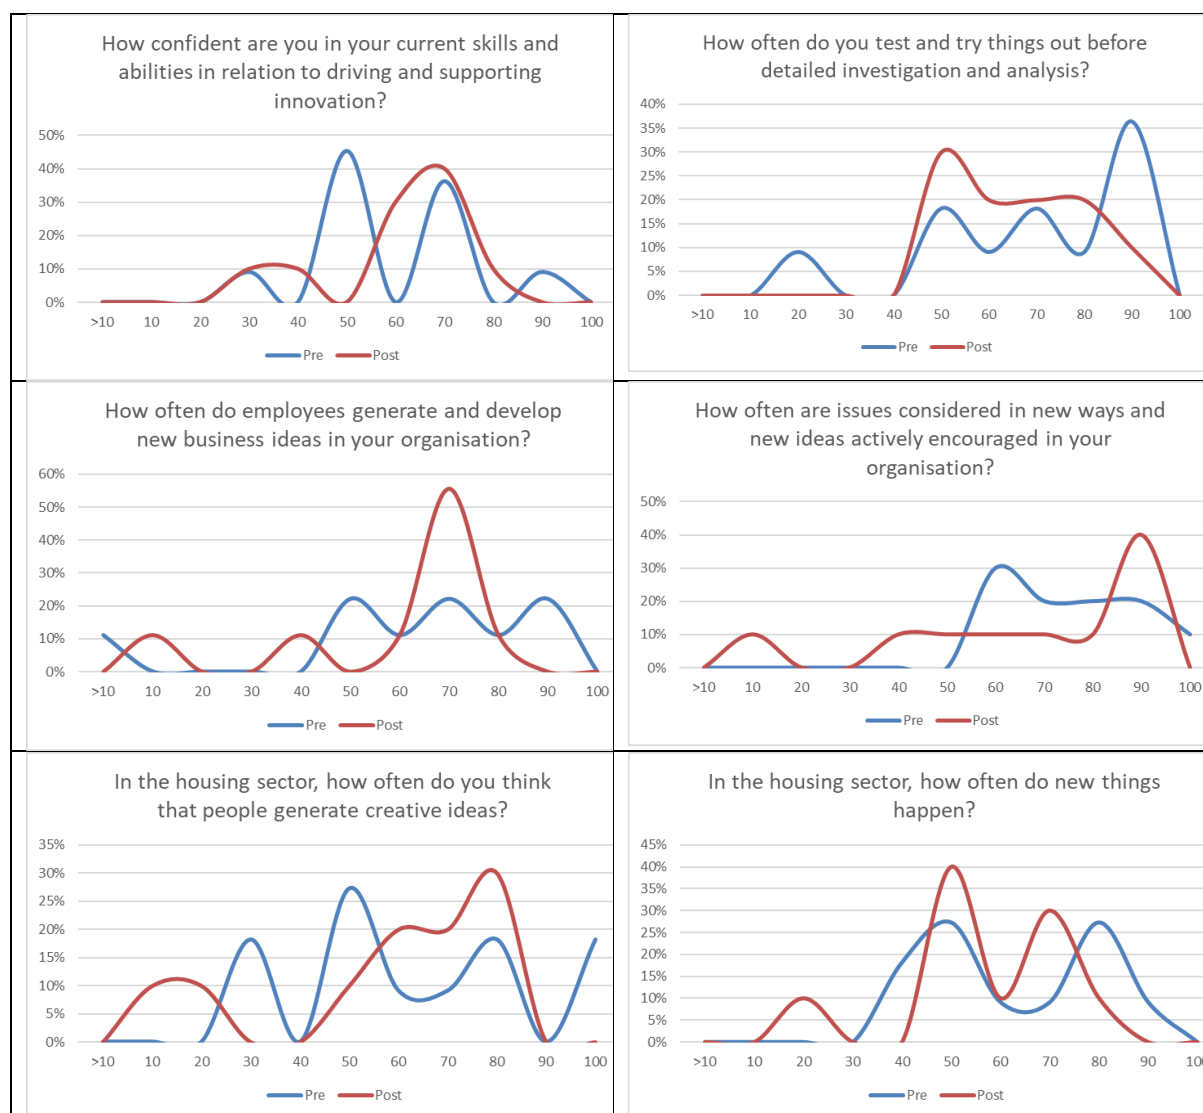 How confident are you in your current skills and
abilities in relation to driving and supporting
innovation?
50%
40%
30%
20%
10%
0%
>10 10 20 30 40 50 60 70 80 90 100
Pre Post
How often do you test and try things out before
detailed investigation and analysis?
40%
35%
30%
25%
20%
15%
10%
5%
0%
>10 10 20 30 40 50 60 70 80 90 100
Pre Post
How often do employees generate and develop
new business ideas in your organisation?
60%
50%
40%
30%
20%
10%
0%
>10 10 20 30 40 50 60 70 80 90 100
Pre Post
How often are issues considered in new ways and
new ideas actively encouraged in your
organisation?
50%
40%
30%
20%
10%
0%
>10 10 20 30 40 50 60 70 80 90 100
Pre Post
In the housing sector, how often do you think
that people generate creative ideas?
35%
30%
25%
20%
15%
10%
5%
0%
>10 10 20 30 40 50 60 70 80 90 100
Pre Post
In the housing sector, how often do new things
happen?
45%
40%
35%
30%
25%
20%
15%
10%
5%
0%
>10 10 20 30 40 50 60 70 80 90 100
Pre Post